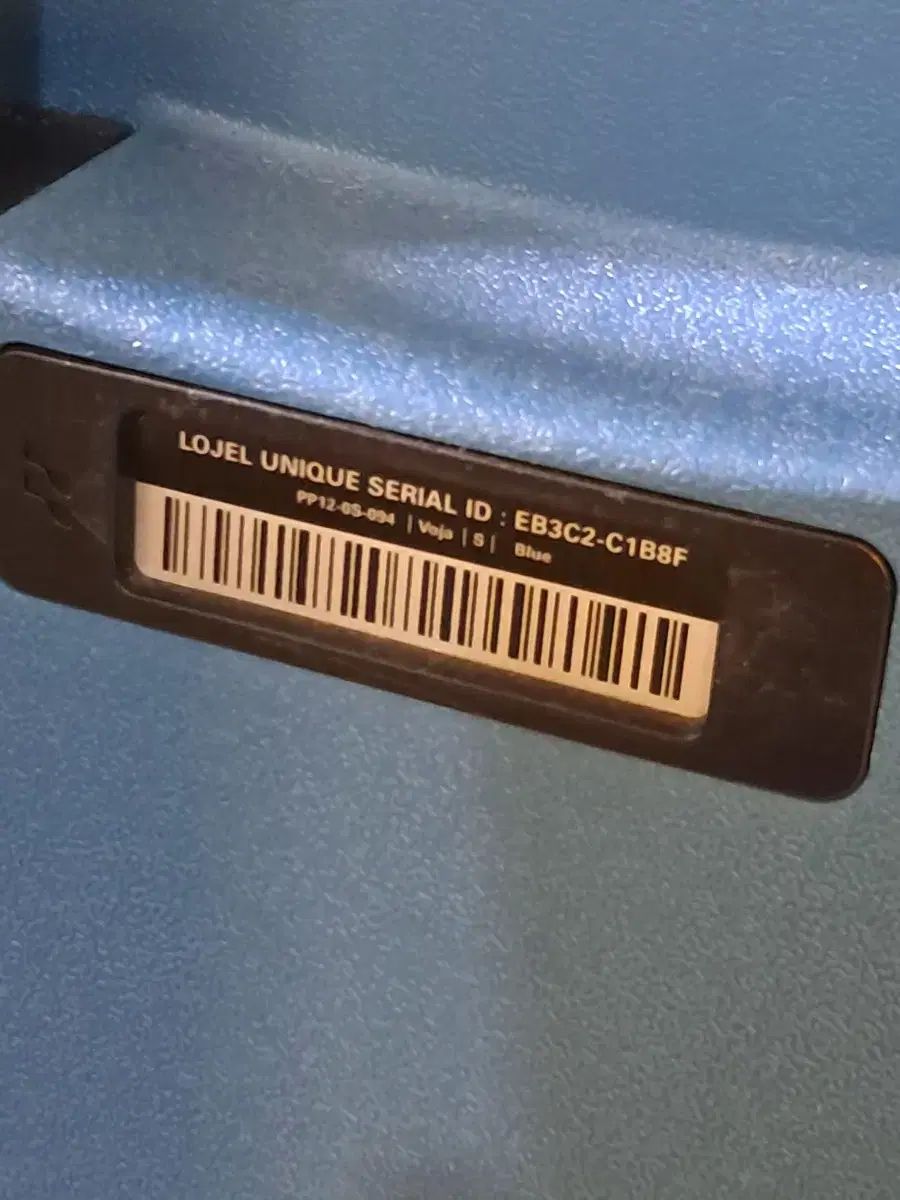 LOJEL UNIQUE SERIAL ID : EB3C2-C1B8F
PP12-0S-094 | Voja | S | Blue